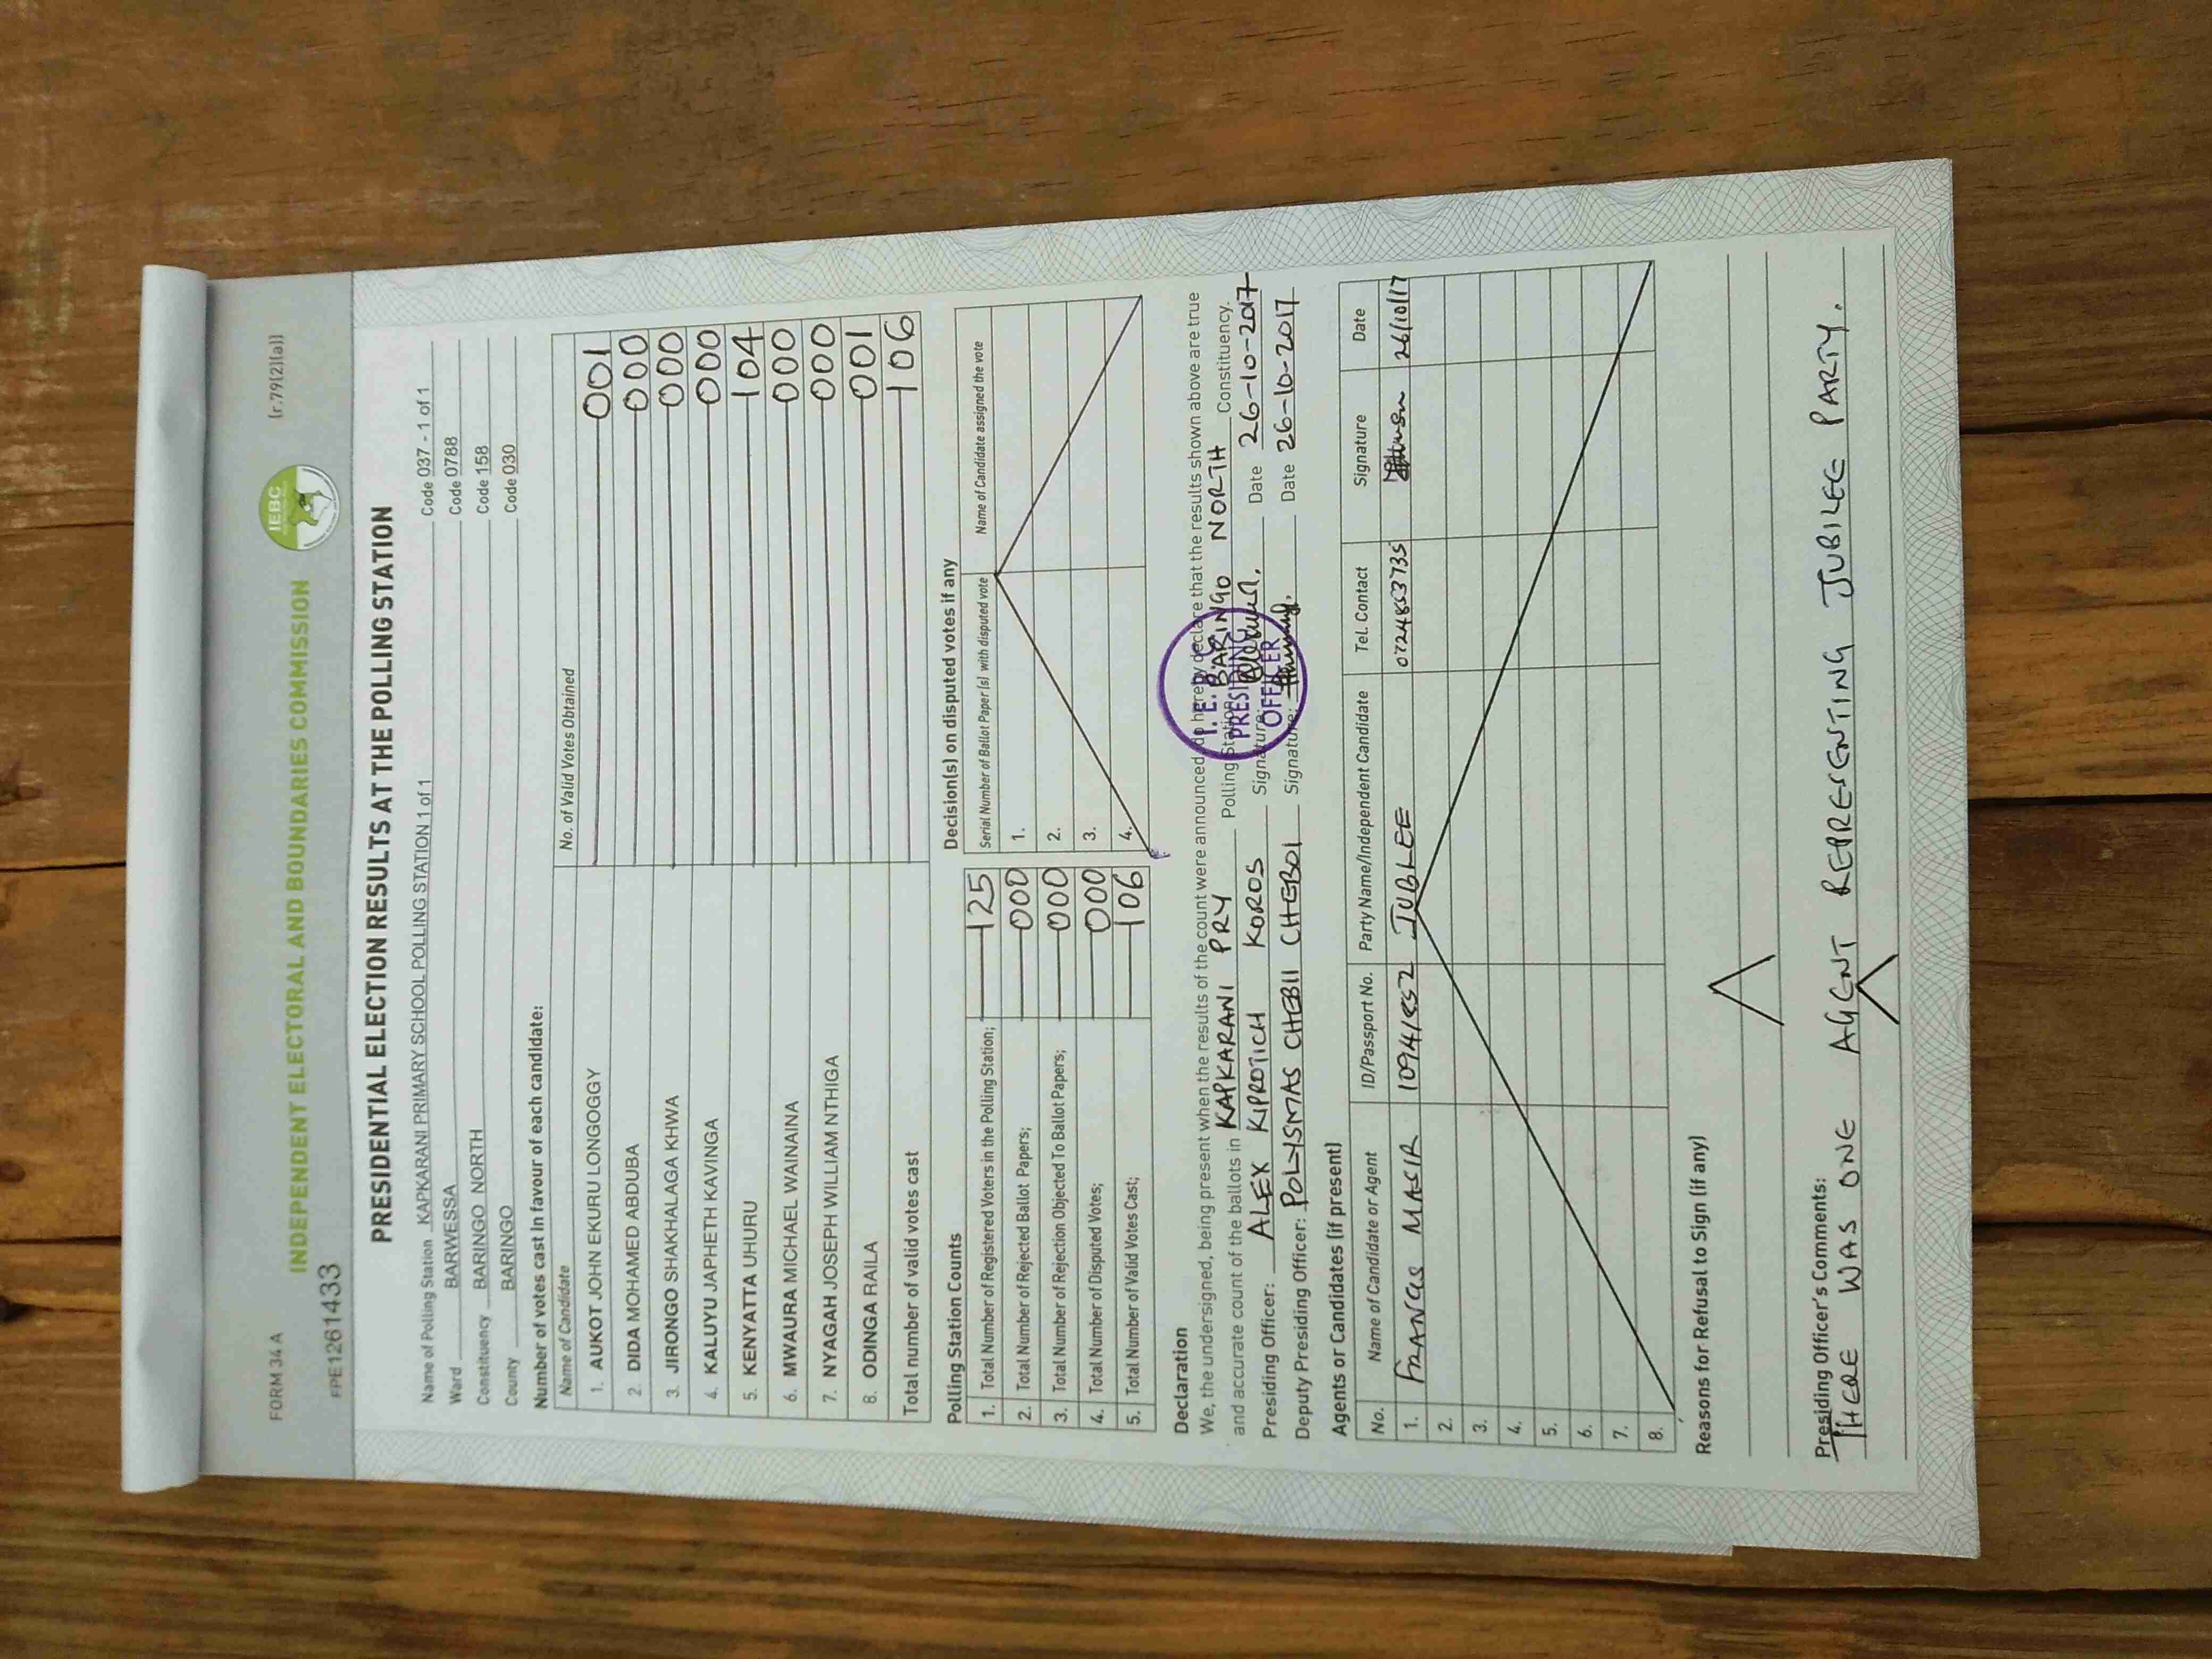 FORM 34 A
(r.79(2)(a))
INDEPENDENT ELECTORAL AND BOUNDARIES COMMISSION
IEBC
FPE1261433
PRESIDENTIAL ELECTION RESULTS AT THE POLLING STATION
Name of Polling Station KAPKARANI PRIMARY SCHOOL POLLING STATION 1 of 1 Code 037 - 1 of 1
Ward BARWESSA Code 0788
Constituency BARINGO NORTH Code 158
County BARINGO Code 030
Number of votes cast In favour of each candidate:
Name of Candidate No. of Valid Votes Obtained
1. AUKOT JOHN EKURU LONGOGGY 001
2. DIDA MOHAMED ABDUBA 000
3. JIRONGO SHAKHALAGA KHWA 000
4. KALUYU JAPHETH KAVINGA 000
5. KENYATTA UHURU 104
6. MWAURA MICHAEL WAINAINA 000
7. NYAGAH JOSEPH WILLIAM NTHIGA 000
8. ODINGA RAILA 001
Total number of valid votes cast 106
Polling Station Counts
1. Total Number of Registered Voters in the Polling Station; 125
2. Total Number of Rejected Ballot Papers; 000
3. Total Number of Rejection Objected To Ballot Papers; 000
4. Total Number of Disputed Votes; 000
5. Total Number of Valid Votes Cast; 106
Decision(s) on disputed votes if any
Serial Number of Ballot Paper (s) with disputed vote Name of Candidate assigned the vote
1.
2.
3.
4.
Declaration
We, the undersigned, being present when the results of the count were announced, do hereby declare that the results shown above are true
and accurate count of the ballots in KAPKARANI PRY Polling Station BARINGO NORTH Constituency.
Presiding Officer: ALEX KIPROTICH KOROS Signature: Date 26-10-2017
Deputy Presiding Officer: POLYSMAS CHEBII CHEBOI Signature: Date 26-10-2017
I. E. B. C
PRESIDING
OFFICER
Agents or Candidates (if present)
No. Name of Candidate or Agent ID/Passport No. Party Name/Independent Candidate Tel. Contact Signature Date
1. FRANCIS JUBLEE 26/10/17
2.
3.
4.
5.
6.
7.
8.
Reasons for Refusal to Sign (if any)
Presiding Officer's Comments:
THERE WAS ONE AGENT REPRESENTING JUBILEE PARTY.